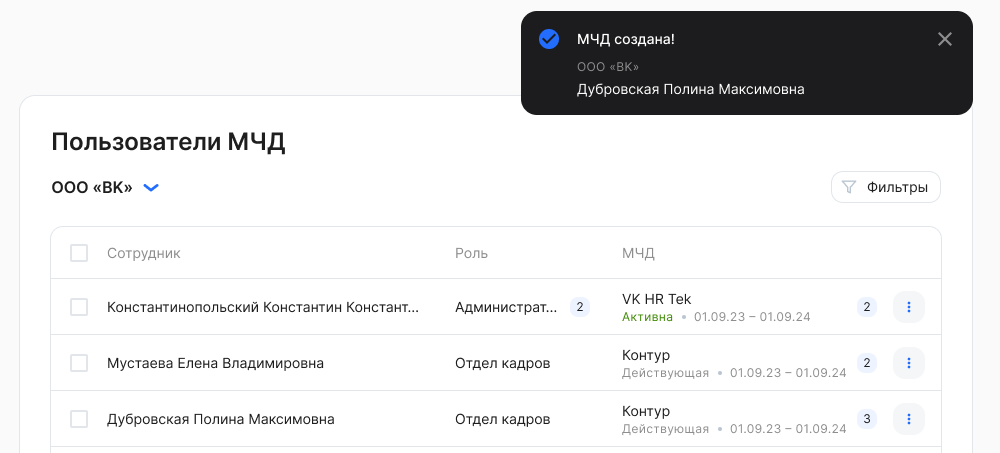 МЧД создана!
ООО «ВК»
Дубровская Полина Максимовна
Пользователи МЧД
ООО «ВК»
Фильтры
Сотрудник Роль МЧД
Константинопольский Константин Констант... Администрат... 2 VK HR Tek 2
Активна • 01.09.23 – 01.09.24
Мустаева Елена Владимировна Отдел кадров Контур 2
Действующая • 01.09.23 – 01.09.24
Дубровская Полина Максимовна Отдел кадров Контур 3
Действующая • 01.09.23 – 01.09.24